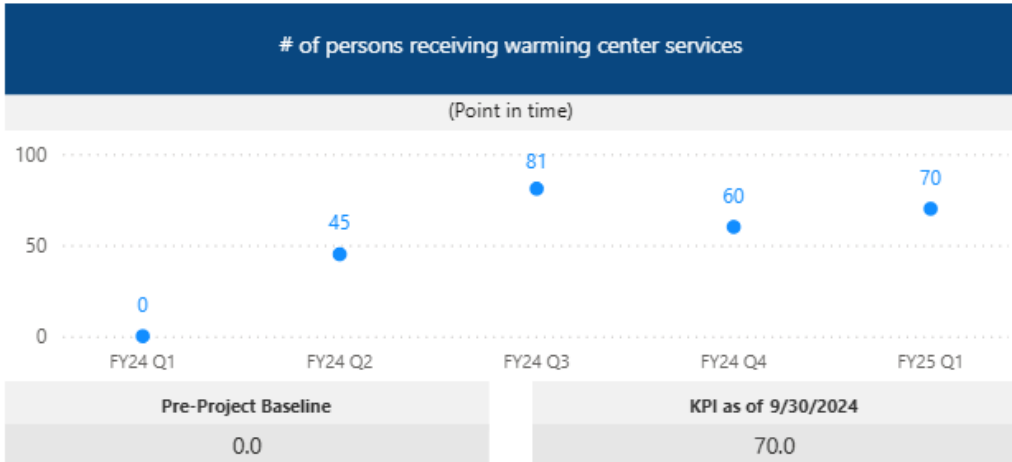 # of persons receiving warming center services
(Point in time)
100
81
70
60
50
45
0
0
FY24 Q1 FY24 Q2 FY24 Q3 FY24 Q4 FY25 Q1
Pre-Project Baseline KPI as of 9/30/2024
0.0 70.0